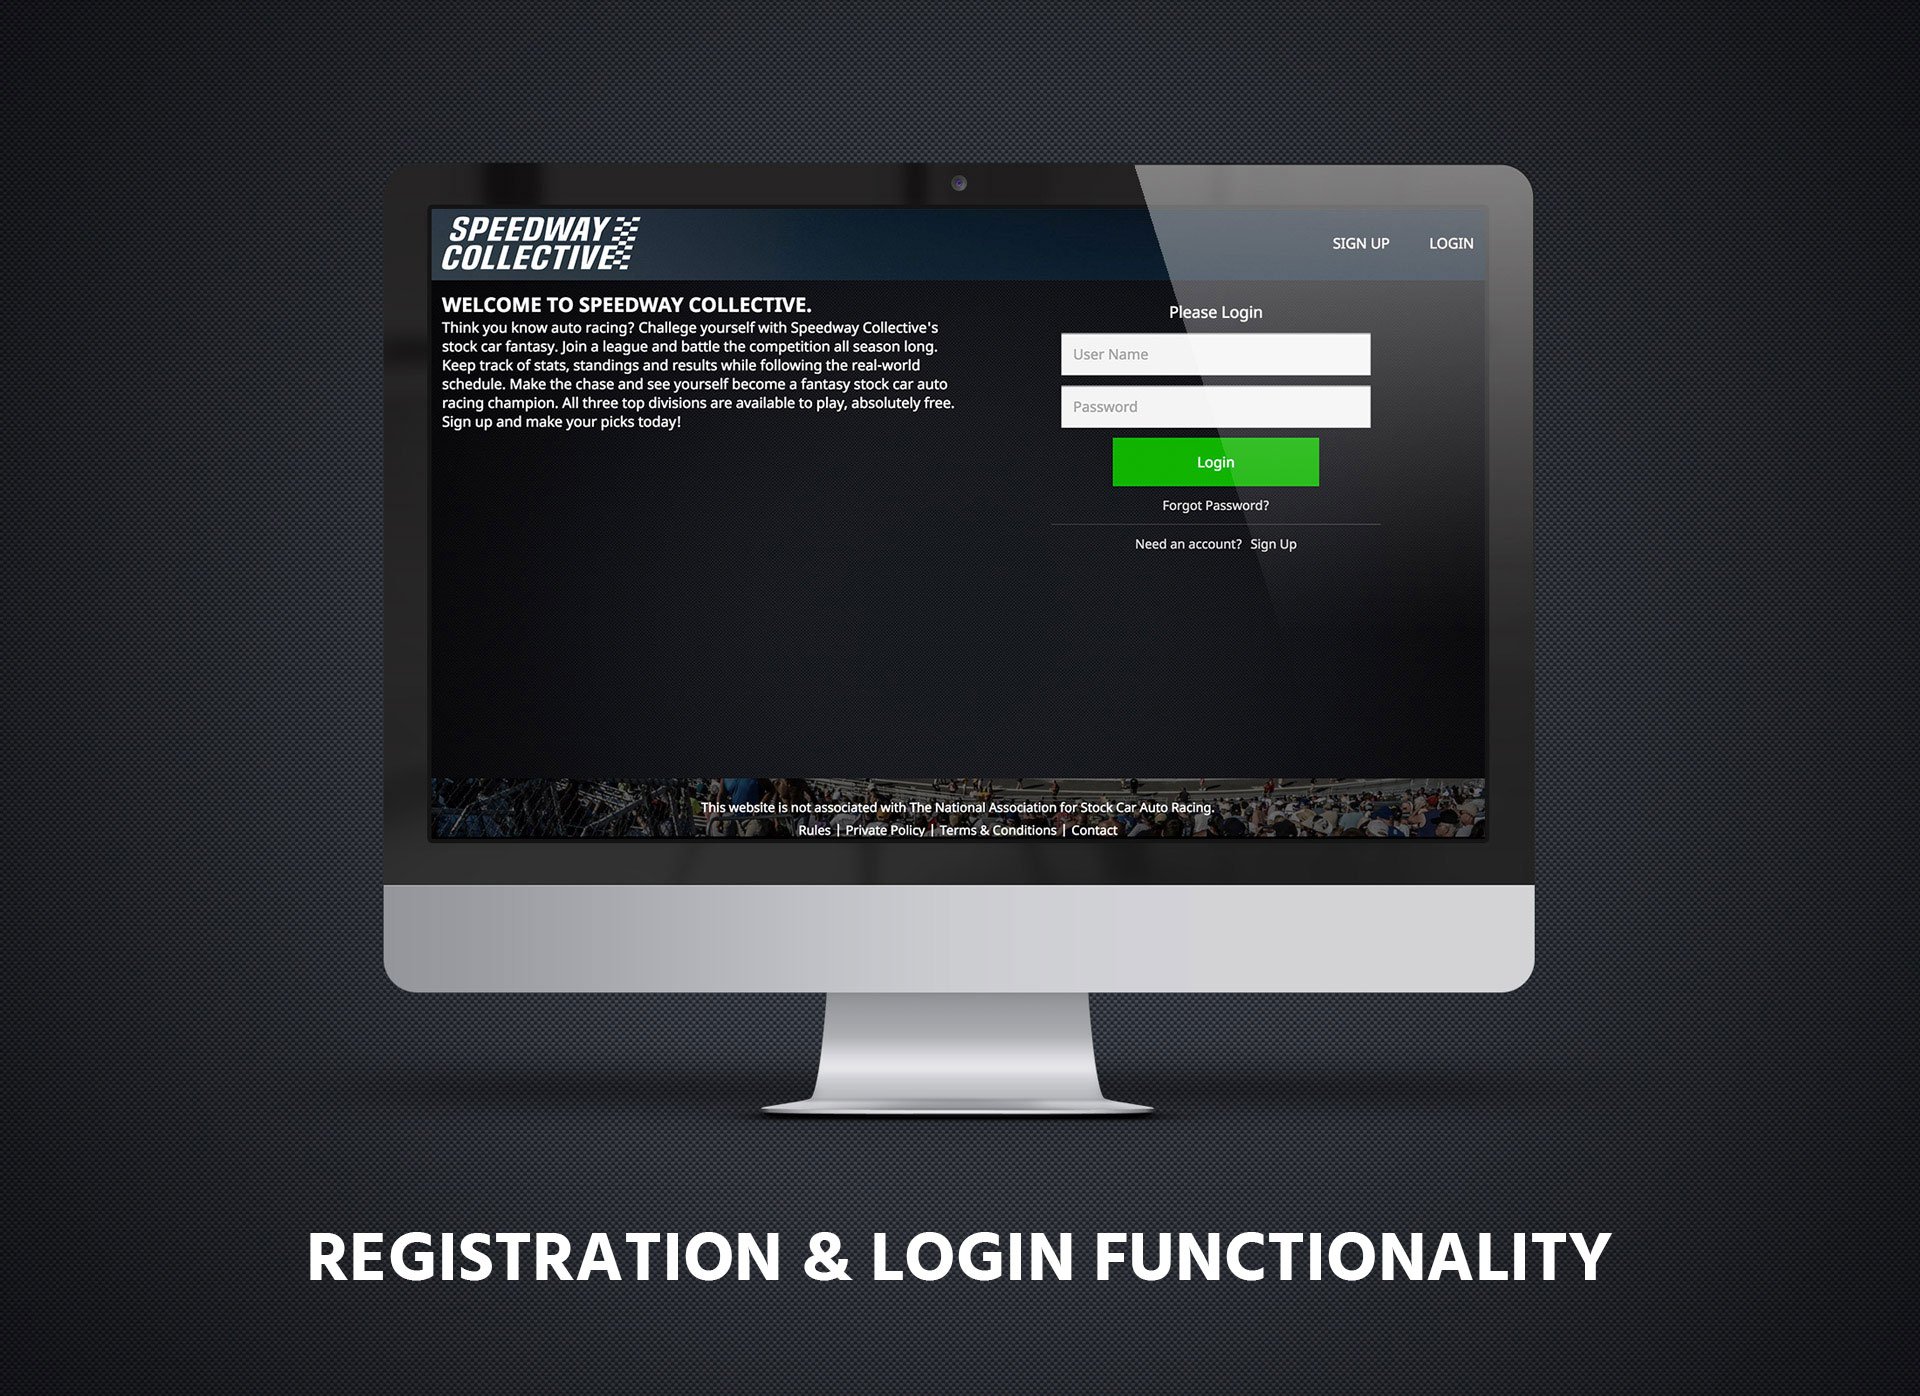 SPEEDWAY
COLLECTIVE
SIGN UP LOGIN
WELCOME TO SPEEDWAY COLLECTIVE.
Think you know auto racing? Challege yourself with Speedway Collective's
stock car fantasy. Join a league and battle the competition all season long.
Keep track of stats, standings and results while following the real-world
schedule. Make the chase and see yourself become a fantasy stock car auto
racing champion. All three top divisions are available to play, absolutely free.
Sign up and make your picks today!
Please Login
User Name
Password
Login
Forgot Password?
Need an account? Sign Up
This website is not associated with The National Association for Stock Car Auto Racing.
Rules | Private Policy | Terms & Conditions | Contact
REGISTRATION & LOGIN FUNCTIONALITY